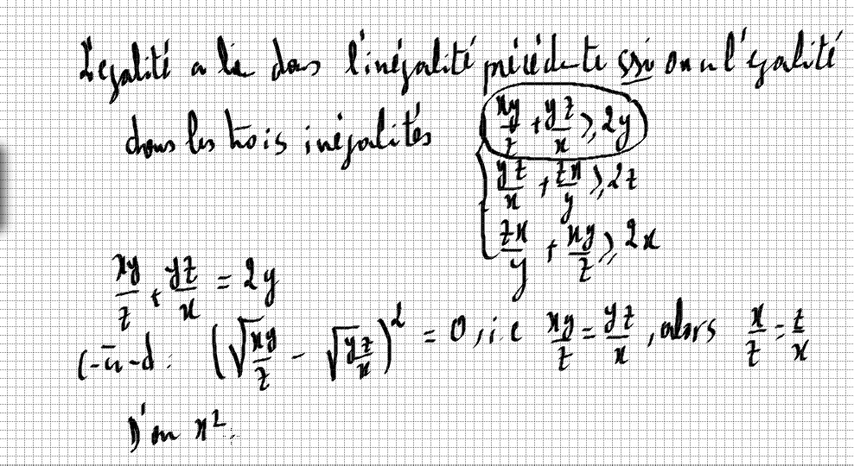 L'égalité a lieu dans l'inégalité précédente ssi on a l'égalité
dans les trois inégalités { xy/z + yz/x ≥ 2y
yz/x + zx/y ≥ 2z
zx/y + xy/z ≥ 2x
xy/z + yz/x = 2y
c-à-d : (√(xy/z) - √(yz/x))² = 0, i.e xy/z = yz/x, alors x/z = z/x
D'où x² =